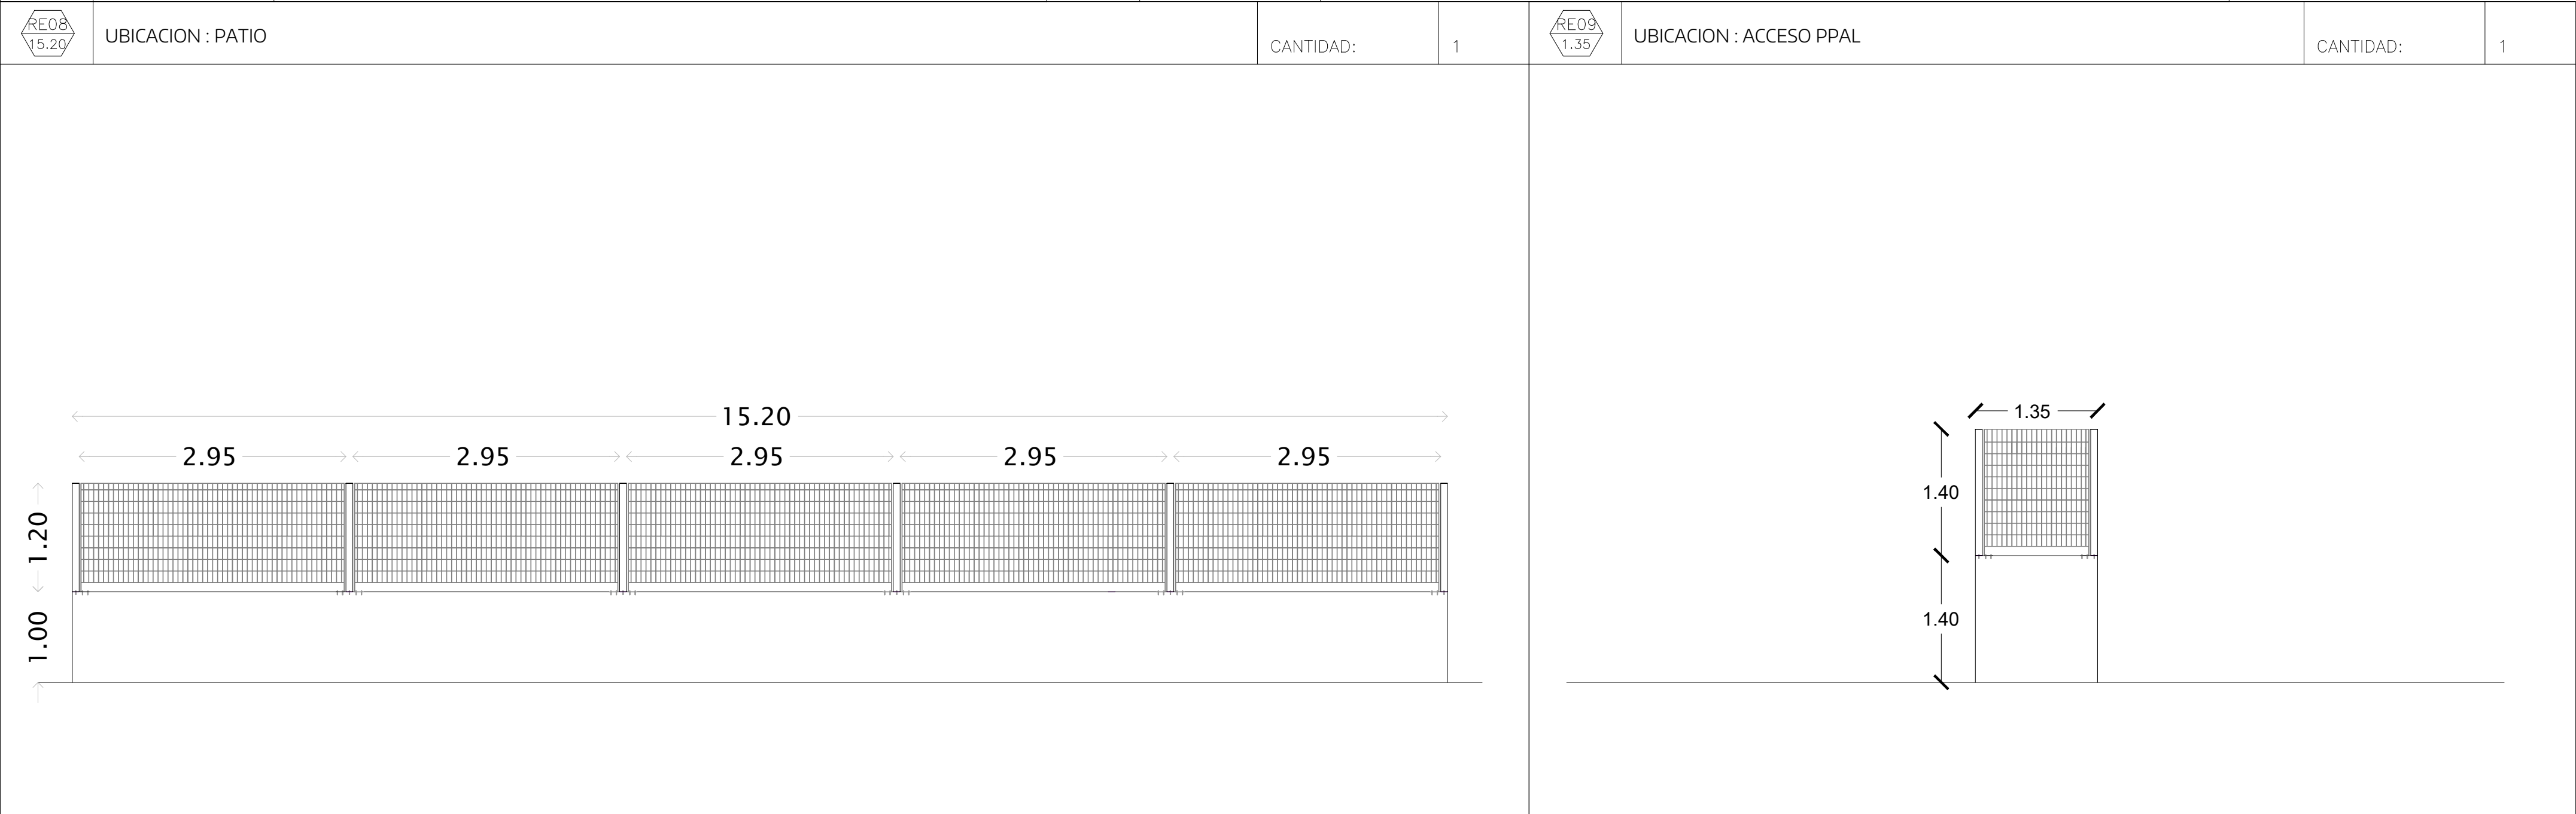 RE08
15.20
UBICACION : PATIO
CANTIDAD:
1
15.20
2.95
2.95
2.95
2.95
2.95
1.20
1.00
RE09
1.35
UBICACION : ACCESO PPAL
CANTIDAD:
1
1.35
1.40
1.40